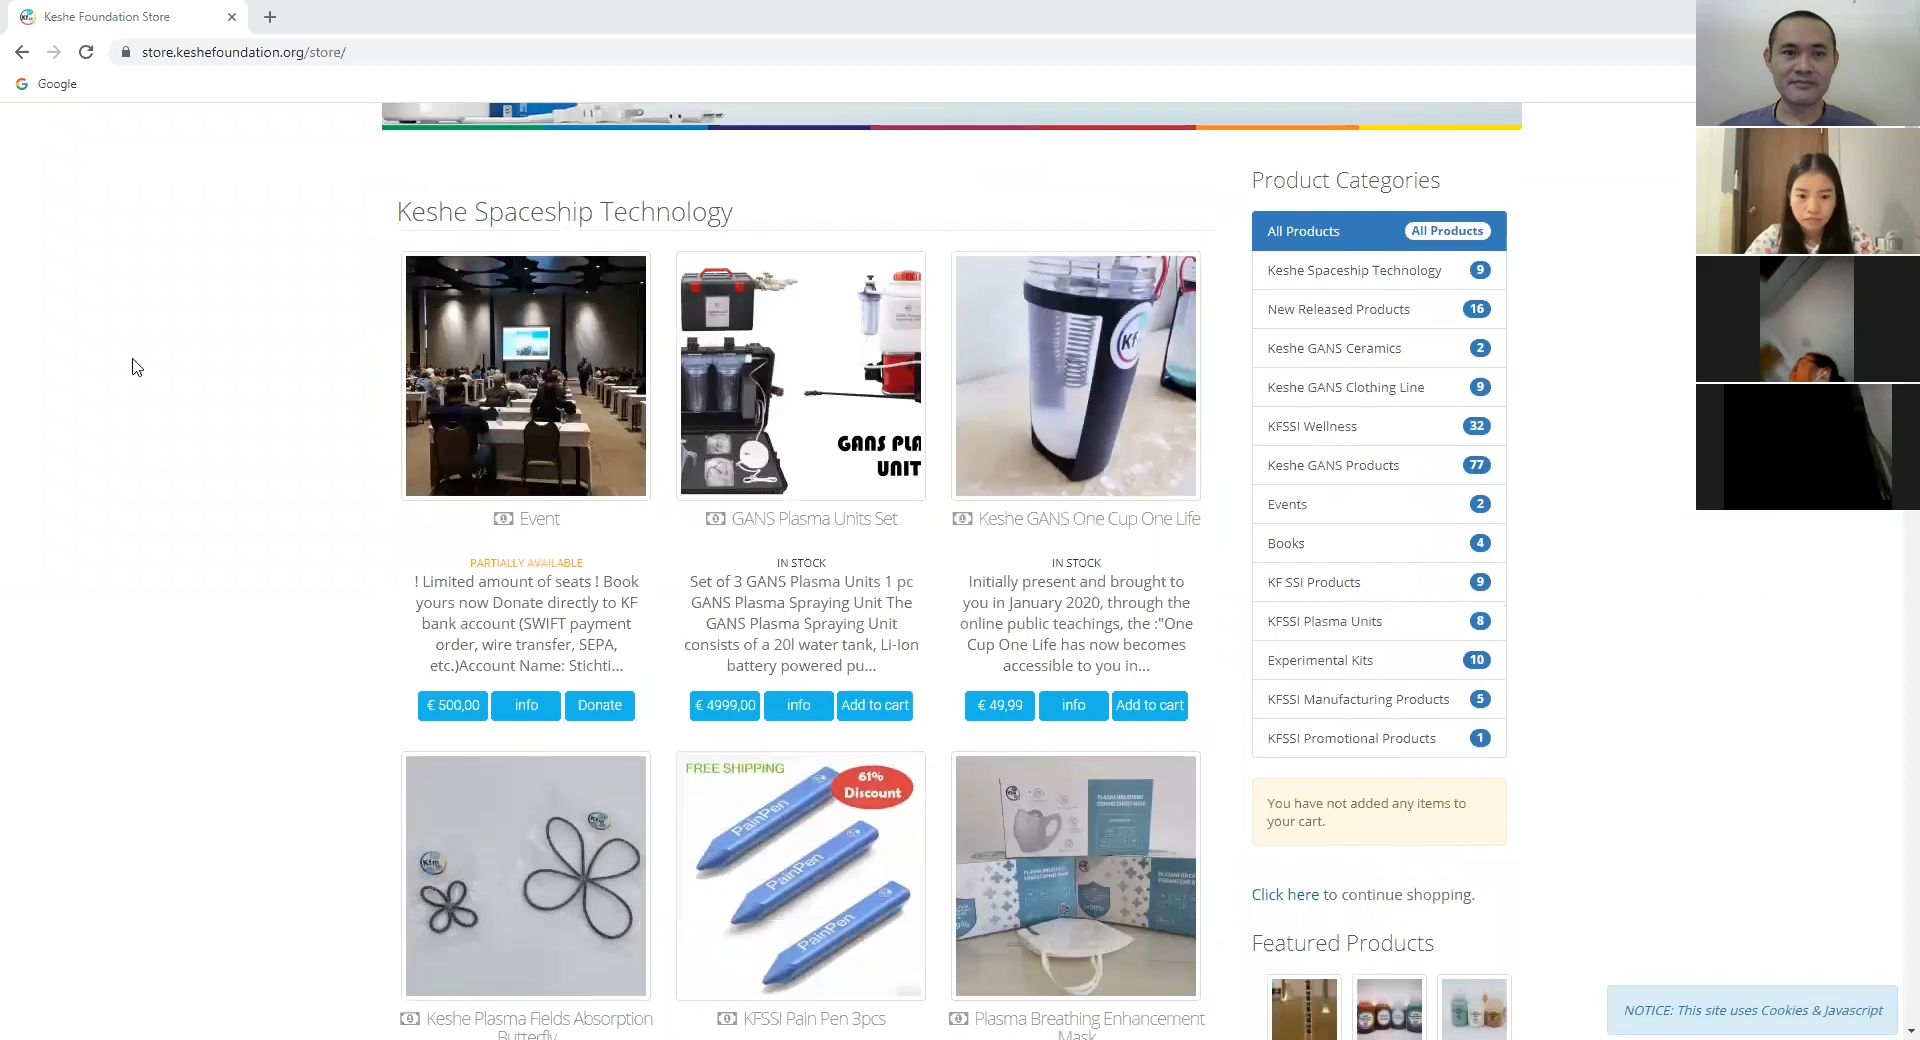 Keshe Foundation Store
store.keshefoundation.org/store/
Google
Keshe Spaceship Technology
GANS PLA
UNIT
Kf
Event
GANS Plasma Units Set
Keshe GANS One Cup One Life
PARTIALLY AVAILABLE
! Limited amount of seats ! Book
yours now Donate directly to KF
bank account (SWIFT payment
order, wire transfer, SEPA,
etc.)Account Name: Stichti...
IN STOCK
Set of 3 GANS Plasma Units 1 pc
GANS Plasma Spraying Unit The
GANS Plasma Spraying Unit
consists of a 20l water tank, Li-Ion
battery powered pu...
IN STOCK
Initially present and brought to
you in January 2020, through the
online public teachings, the :"One
Cup One Life has now becomes
accessible to you in...
€ 500,00 info Donate
€ 4999,00 info Add to cart
€ 49,99 info Add to cart
Kfm
Kfm
FREE SHIPPING
61%
Discount
PainPen
PainPen
PainPen
PLASMA BREATHING
ENHANCEMENT MASK
Keshe Plasma Fields Absorption
Butterfly
KFSSI Pain Pen 3pcs
Plasma Breathing Enhancement
Mask
Product Categories
All Products All Products
Keshe Spaceship Technology 9
New Released Products 16
Keshe GANS Ceramics 2
Keshe GANS Clothing Line 9
KFSSI Wellness 32
Keshe GANS Products 77
Events 2
Books 4
KF SSI Products 9
KFSSI Plasma Units 8
Experimental Kits 10
KFSSI Manufacturing Products 5
KFSSI Promotional Products 1
You have not added any items to
your cart.
Click here to continue shopping.
Featured Products
NOTICE: This site uses Cookies & Javascript